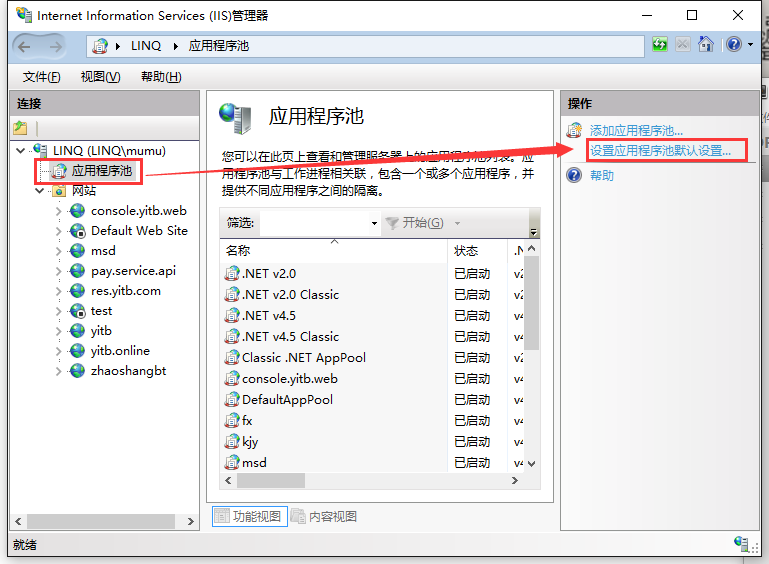 Internet Information Services (IIS)管理器
LINQ
应用程序池
文件(F)
视图(V)
帮助(H)
连接
LINQ (LINQ\mumu)
应用程序池
网站
console.yitb.web
Default Web Site
msd
pay.service.api
res.yitb.com
test
yitb
yitb.online
zhaoshangbt
应用程序池
您可以在此页上查看和管理服务器上的应用程序池列表。应
用程序池与工作进程相关联，包含一个或多个应用程序，并
提供不同应用程序之间的隔离。
筛选:
开始(G)
名称 状态 .N
.NET v2.0 已启动 v2
.NET v2.0 Classic 已启动 v2
.NET v4.5 已启动 v4
.NET v4.5 Classic 已启动 v4
Classic .NET AppPool 已启动 v2
console.yitb.web 已启动 v4
DefaultAppPool 已启动 v4
fx 已启动 v4
kjy 已启动 v4
msd 已启动 v4
功能视图
内容视图
操作
添加应用程序池...
设置应用程序池默认设置...
帮助
就绪